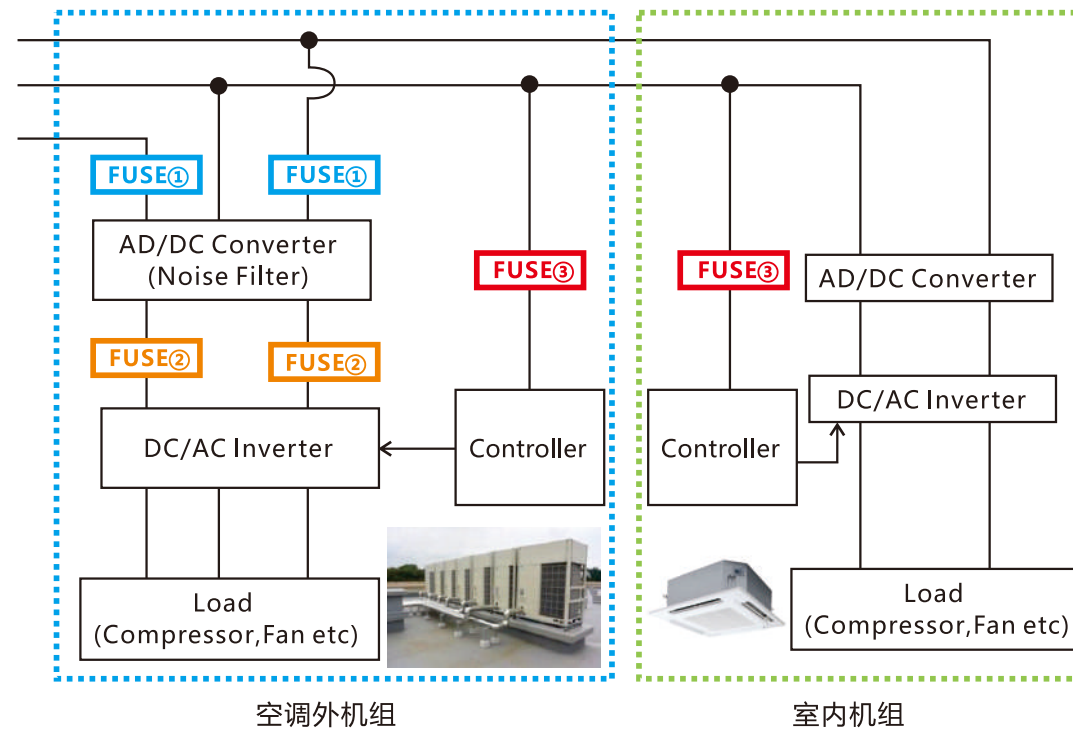 FUSE①
FUSE①
AD/DC Converter
(Noise Filter)
FUSE③
FUSE③
AD/DC Converter
FUSE②
FUSE②
DC/AC Inverter
DC/AC Inverter
Controller
Controller
Load
(Compressor,Fan etc)
Load
(Compressor,Fan etc)
空调外机组
室内机组